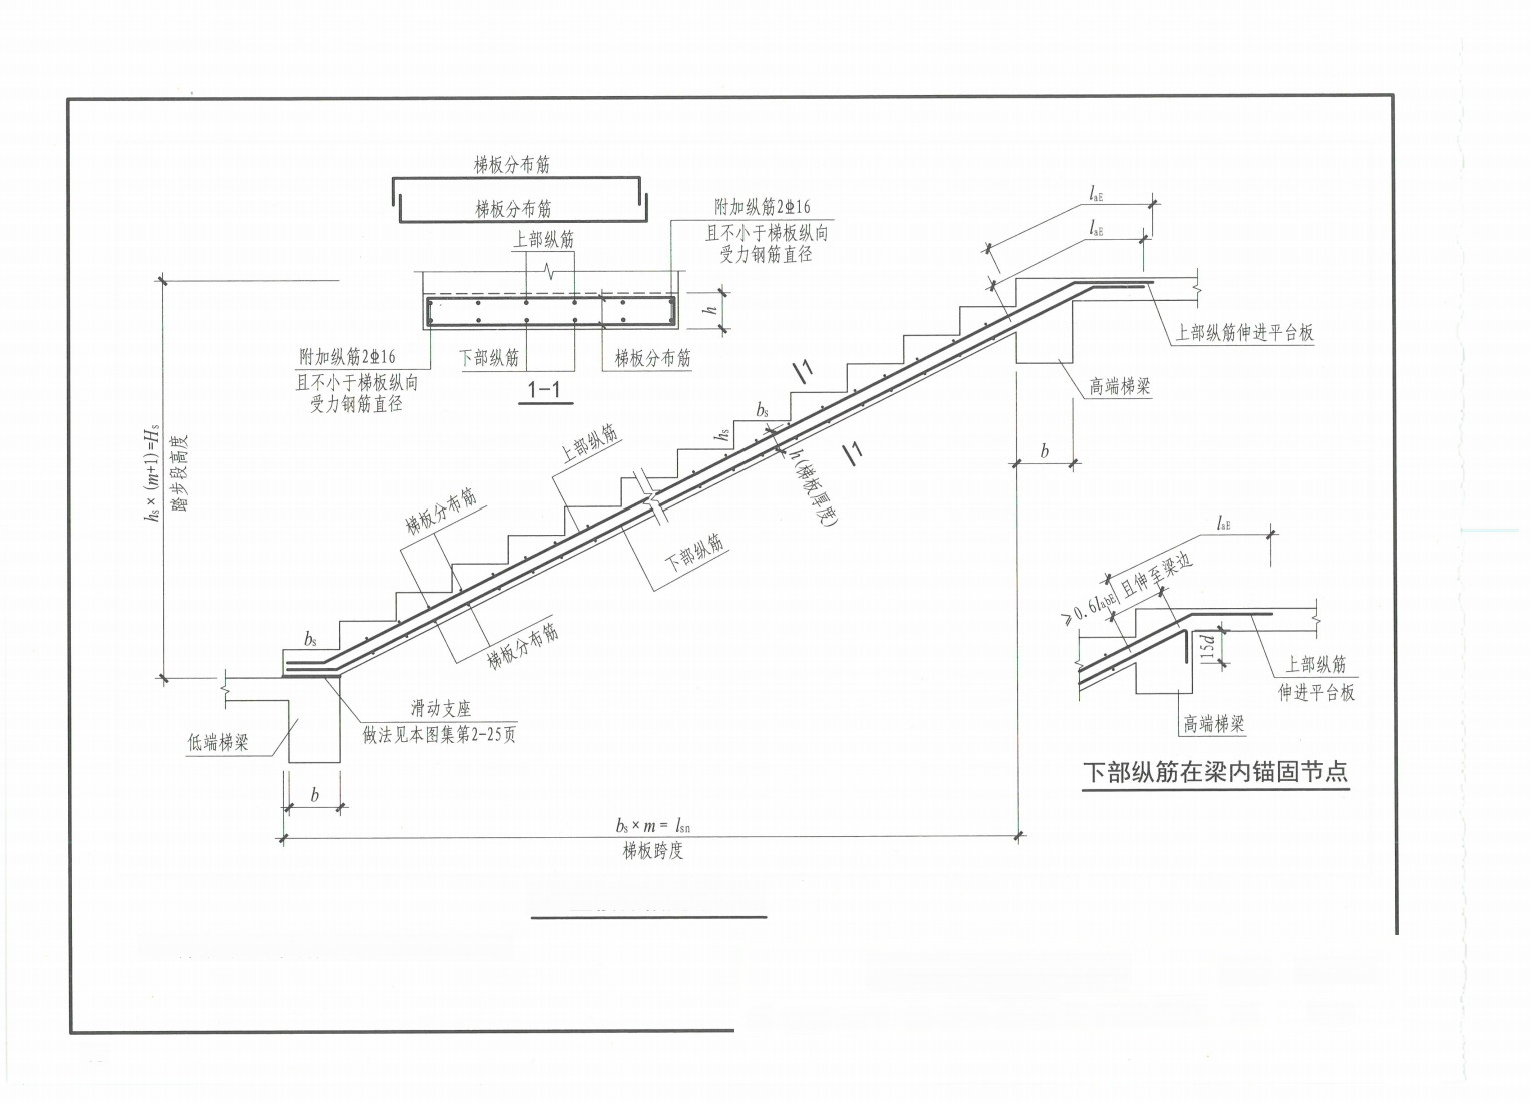 梯板分布筋
梯板分布筋
上部纵筋
附加纵筋2⌀16
且不小于梯板纵向
受力钢筋直径
h
附加纵筋2⌀16
且不小于梯板纵向
受力钢筋直径
下部纵筋
梯板分布筋
1-1
laE
laE
上部纵筋伸进平台板
高端梯梁
b
1
1
bs
hs
h(梯板厚度)
上部纵筋
梯板分布筋
下部纵筋
梯板分布筋
hs×(m+1)=Hs
踏步段高度
bs
滑动支座
做法见本图集第2-25页
低端梯梁
b
bs×m=lsn
梯板跨度
laE
≥0.6labE且伸至梁边
15d
上部纵筋
伸进平台板
高端梯梁
下部纵筋在梁内锚固节点